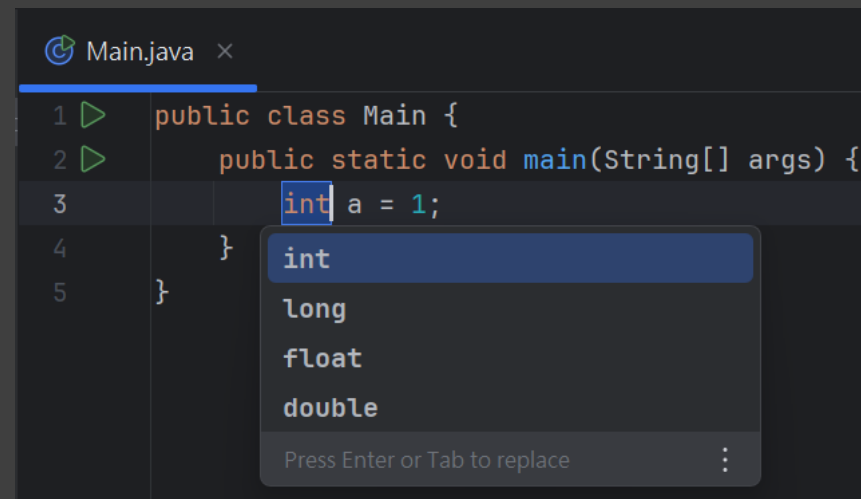 Main.java ×
1 public class Main {
2 public static void main(String[] args) {
3 int a = 1;
4 }
5 }
int
long
float
double
Press Enter or Tab to replace